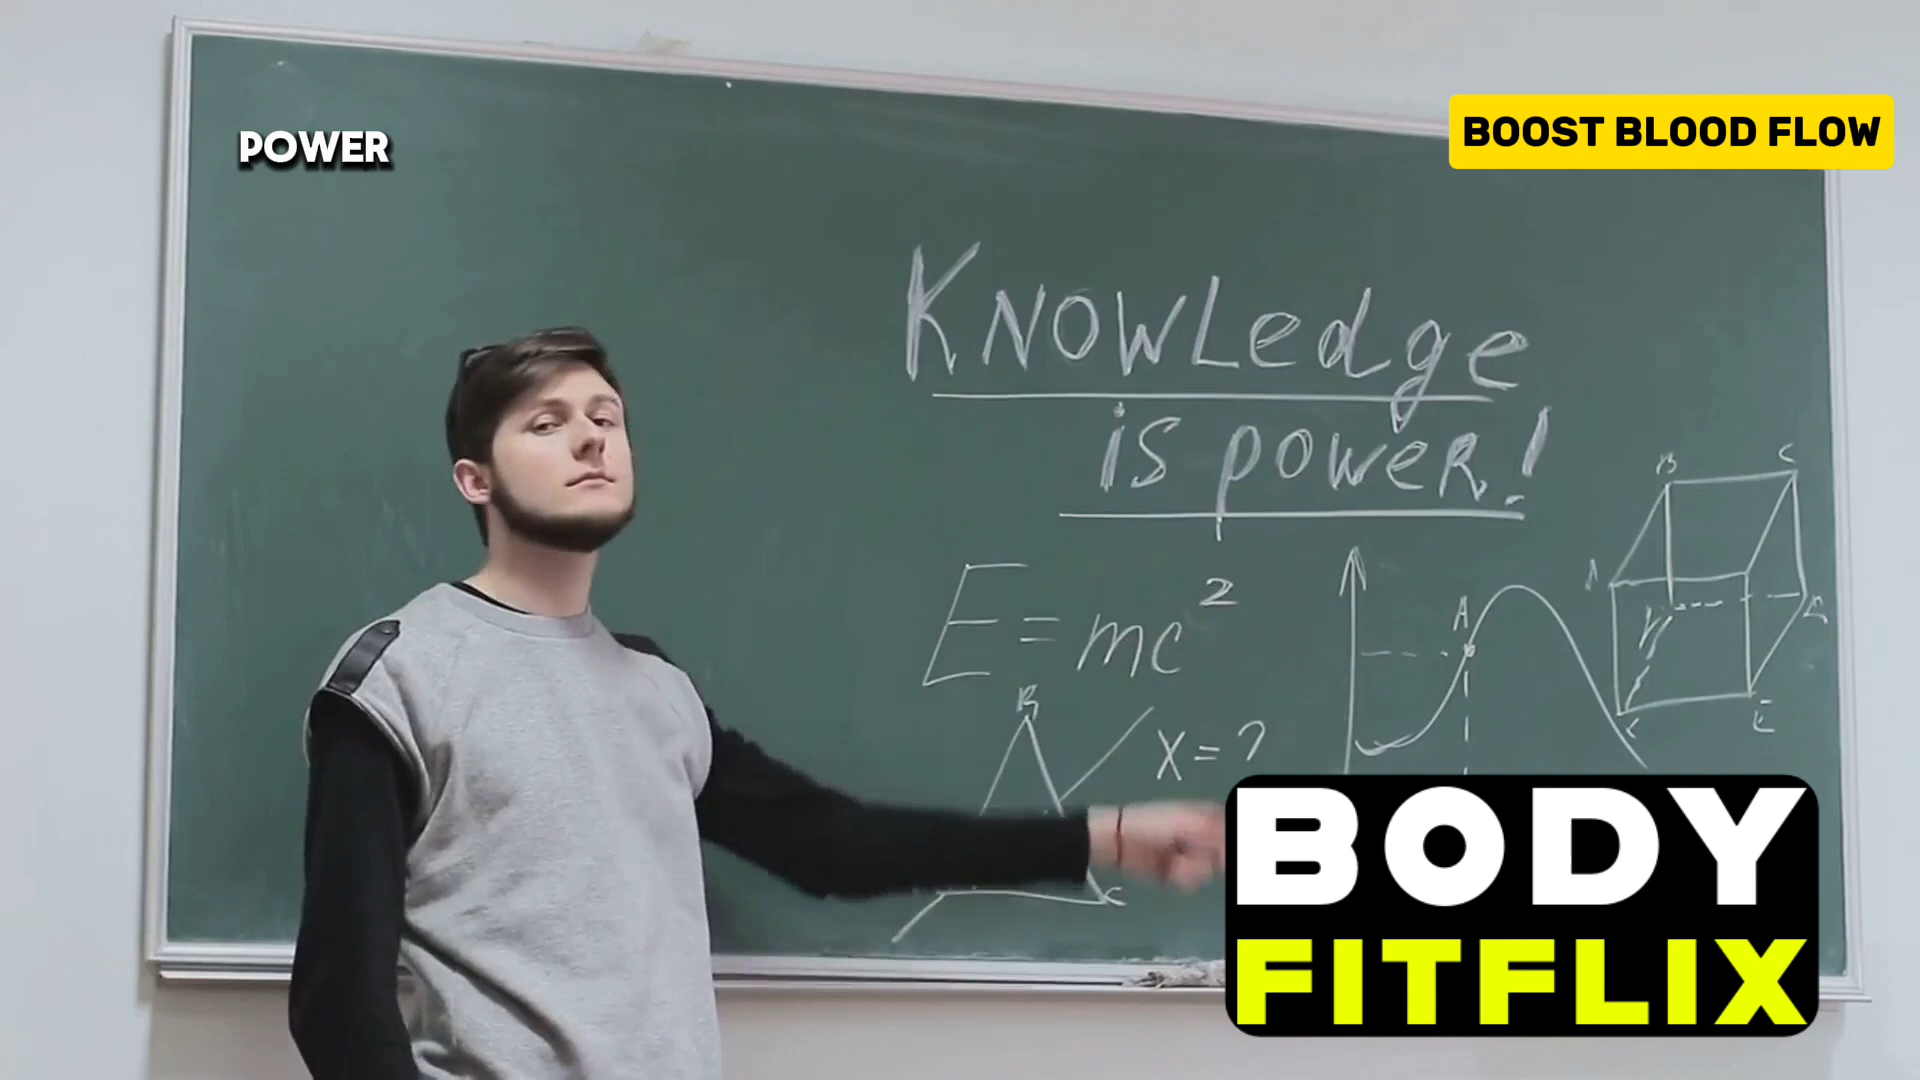 POWER
BOOST BLOOD FLOW
KNOWLedge
is poweR!
E=mc²
B
x=?
A
C
B
C
A
E
BODY
FITFLIX